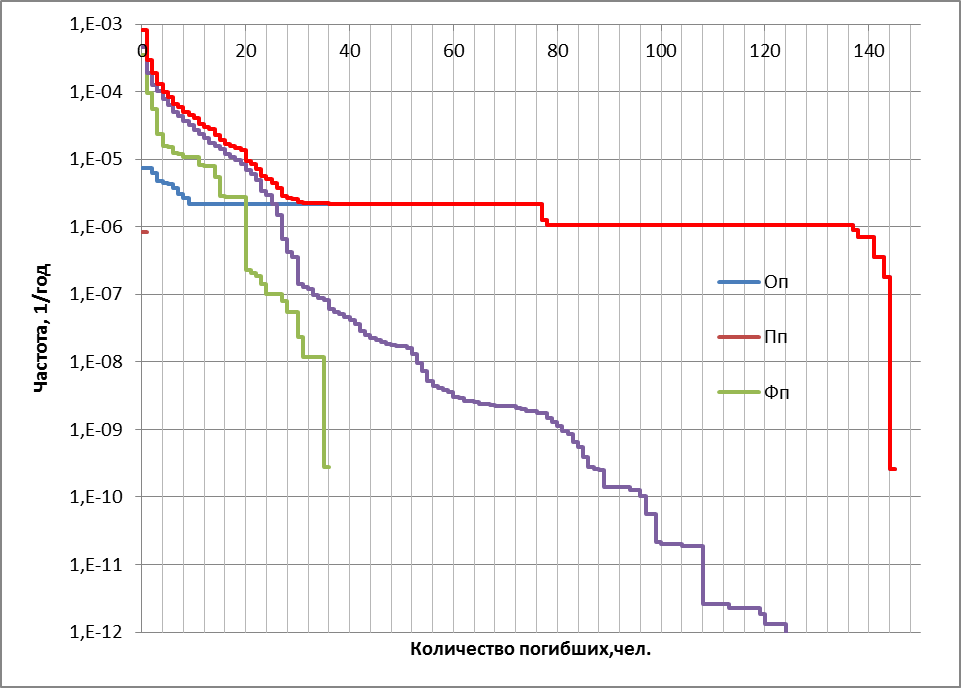 1,E-03
0 20 40 60 80 100 120 140
1,E-04
1,E-05
1,E-06
1,E-07
1,E-08
1,E-09
1,E-10
1,E-11
1,E-12
Частота, 1/год
Оп
Пп
Фп
Количество погибших,чел.